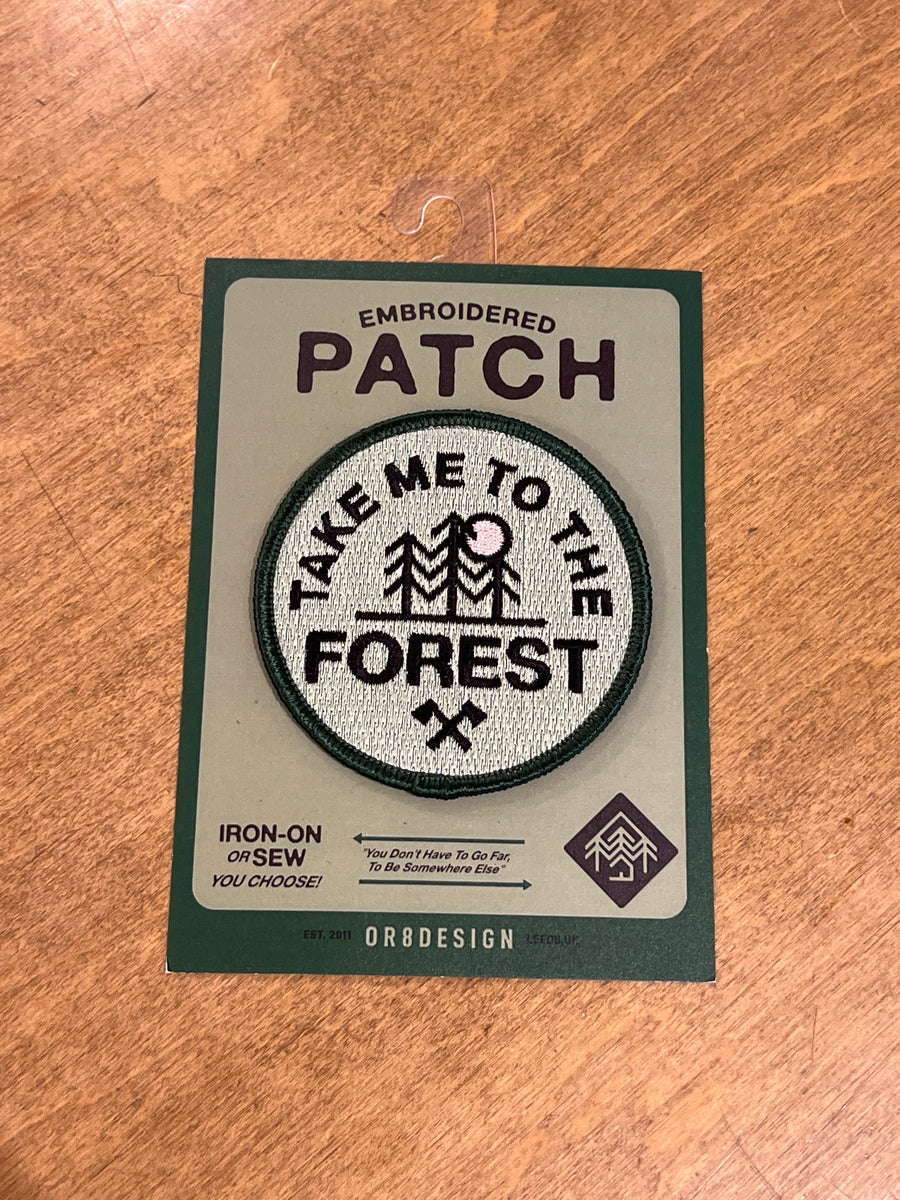 EMBROIDERED
PATCH
TAKE ME TO THE
FOREST
IRON-ON
OR SEW
YOU CHOOSE!
"You Don't Have To Go Far,
To Be Somewhere Else"
EST. 2011 OR8DESIGN LEEDS, UK